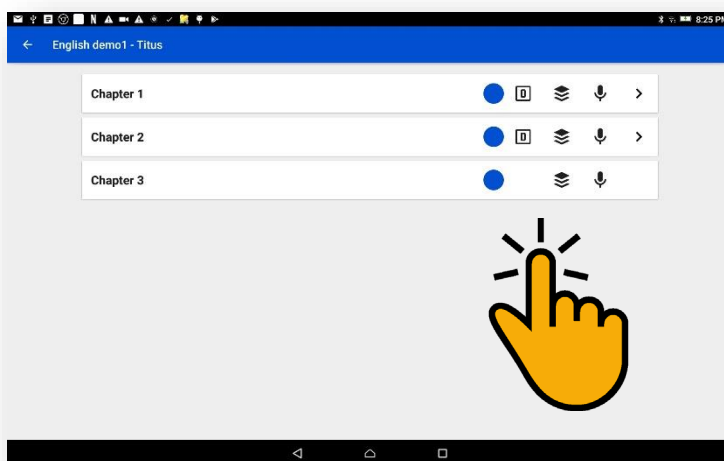 8:25 PM
English demo1 - Titus
Chapter 1
D
Chapter 2
D
Chapter 3